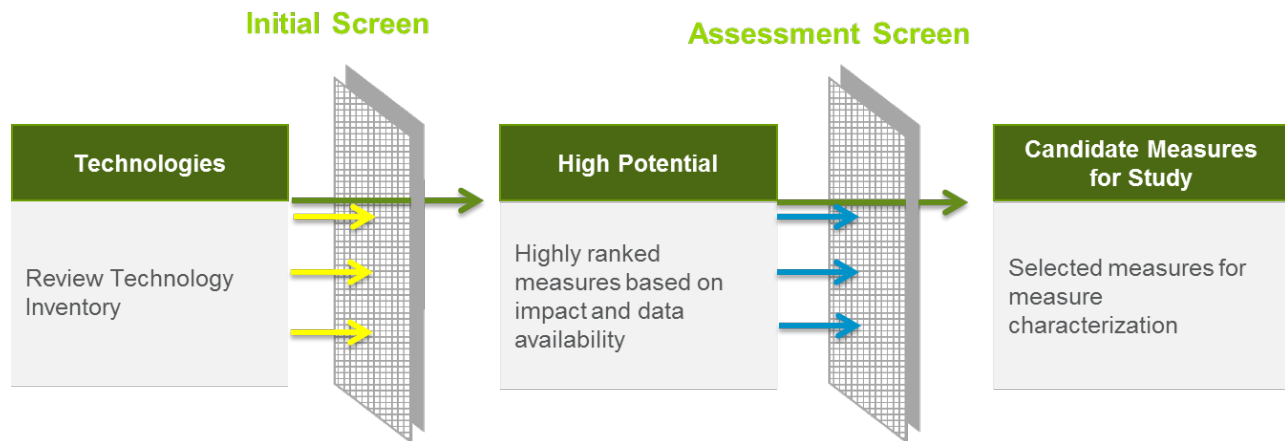 Initial Screen
Assessment Screen
Technologies
Review Technology
Inventory
High Potential
Highly ranked
measures based on
impact and data
availability
Candidate Measures
for Study
Selected measures for
measure
characterization